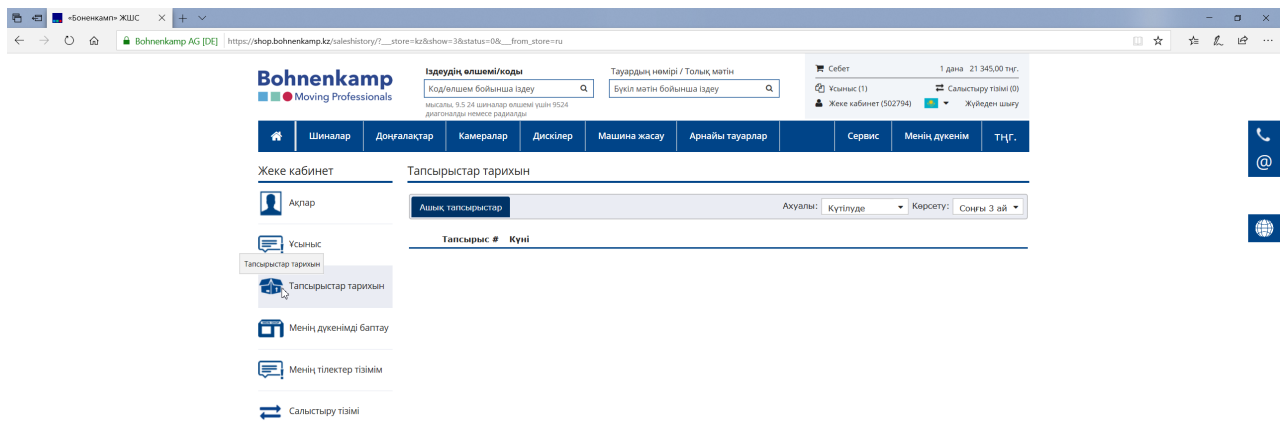 «Боненкамп» ЖШС
Bohnenkamp AG [DE] https://shop.bohnenkamp.kz/saleshistory/?___store=kz&show=3&status=0&___from_store=ru
Bohnenkamp
Moving Professionals
Іздеудің өлшемі/коды
Код/өлшем бойынша іздеу
мысалы, 9.5 24 шиналар өлшемі үшін 9524
диагоналды немесе радиалды
Тауардың нөмірі / Толық мәтін
Бүкіл мәтін бойынша іздеу
Себет 1 дана 21 345,00 тңг.
Ұсыныс (1) Салыстыру тізімі (0)
Жеке кабинет (502794) Жүйеден шығу
Шиналар Доңғалақтар Камералар Дискілер Машина жасау Арнайы тауарлар Сервис Менің дүкенім тңг.
Жеке кабинет
Тапсырыстар тарихын
Ақпар
Ашық тапсырыстар
Ахуалы: Күтілуде Көрсету: Соңғы 3 ай
Ұсыныс
Тапсырыс # Күні
Тапсырыстар тарихын
Тапсырыстар тарихын
Менің дүкенімді баптау
Менің тілектер тізімім
Салыстыру тізімі